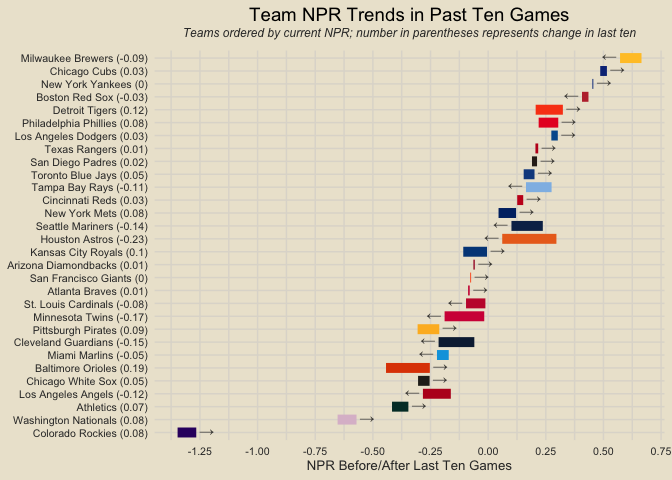 Team NPR Trends in Past Ten Games
Teams ordered by current NPR; number in parentheses represents change in last ten
Milwaukee Brewers (-0.09)
Chicago Cubs (0.03)
New York Yankees (0)
Boston Red Sox (-0.03)
Detroit Tigers (0.12)
Philadelphia Phillies (0.08)
Los Angeles Dodgers (0.03)
Texas Rangers (0.01)
San Diego Padres (0.02)
Toronto Blue Jays (0.05)
Tampa Bay Rays (-0.11)
Cincinnati Reds (0.03)
New York Mets (0.08)
Seattle Mariners (-0.14)
Houston Astros (-0.23)
Kansas City Royals (0.1)
Arizona Diamondbacks (0.01)
San Francisco Giants (0)
Atlanta Braves (0.01)
St. Louis Cardinals (-0.08)
Minnesota Twins (-0.17)
Pittsburgh Pirates (0.09)
Cleveland Guardians (-0.15)
Miami Marlins (-0.05)
Baltimore Orioles (0.19)
Chicago White Sox (0.05)
Los Angeles Angels (-0.12)
Athletics (0.07)
Washington Nationals (0.08)
Colorado Rockies (0.08)
-1.25 -1.00 -0.75 -0.50 -0.25 0.00 0.25 0.50 0.75
NPR Before/After Last Ten Games